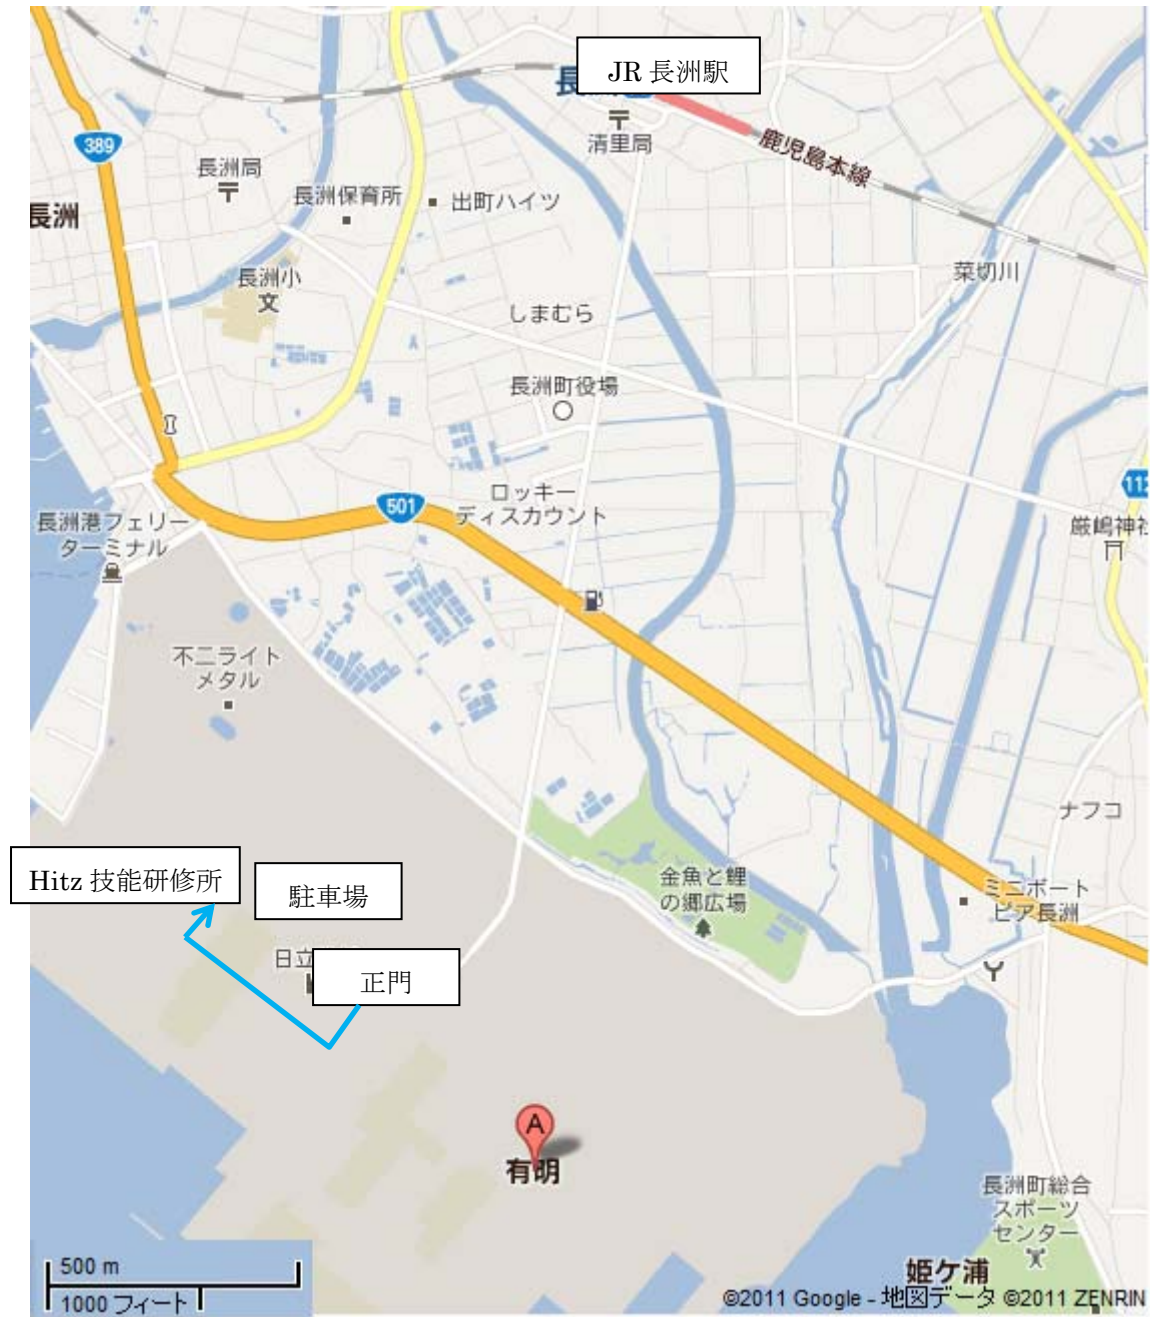 JR 長洲駅
清里局
鹿児島本線
389
長洲局
長洲保育所
出町ハイツ
長洲
菜切川
長洲小
文
しまむら
長洲町役場
ロッキー
ディスカウント
501
112
厳嶋神社
長洲港フェリー
ターミナル
不二ライト
メタル
ナフコ
Hitz 技能研修所
駐車場
金魚と鯉
の郷広場
ミニボート
ピア長洲
日立
正門
A
有明
長洲町総合
スポーツ
センター
姫ケ浦
500 m
1000 フィート
©2011 Google - 地図データ ©2011 ZENRIN